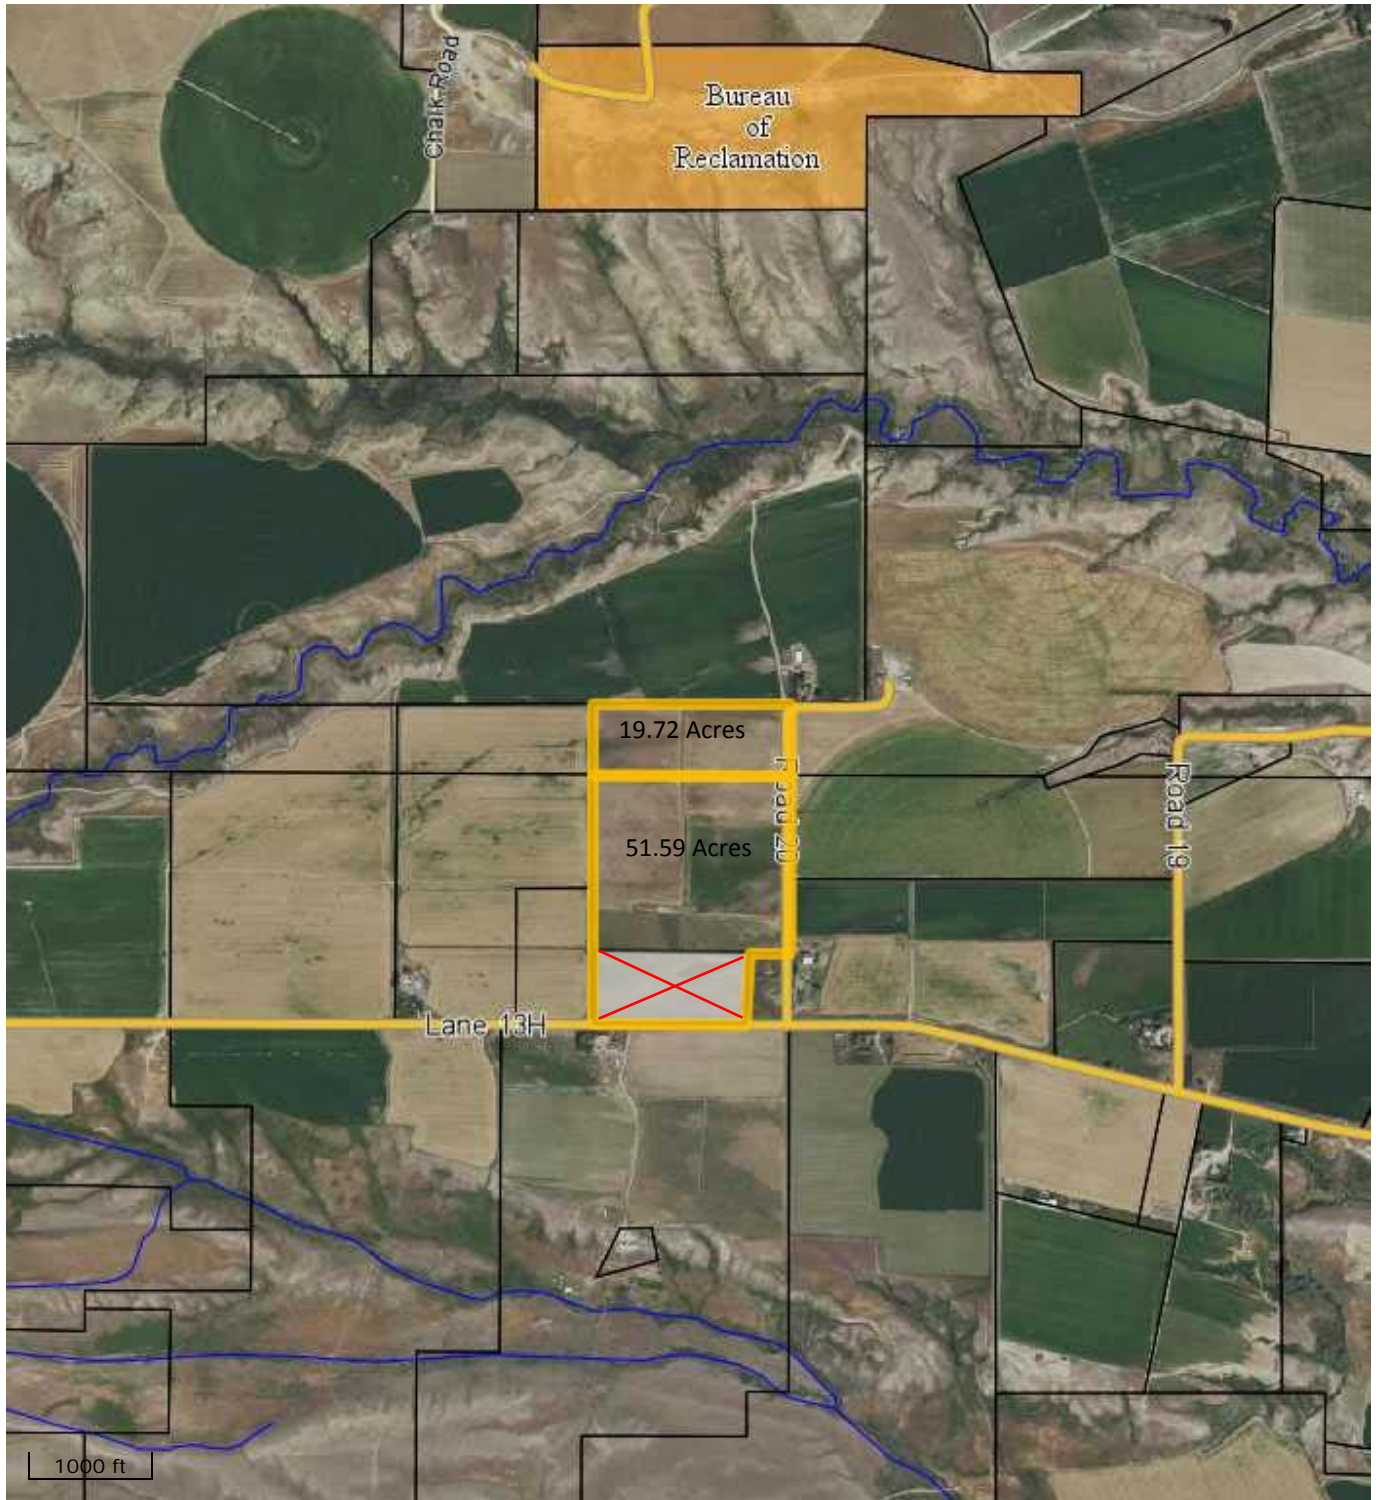 Chalk Road
Bureau
of
Reclamation
19.72 Acres
Road 20
51.59 Acres
Road 19
Lane 13H
1000 ft